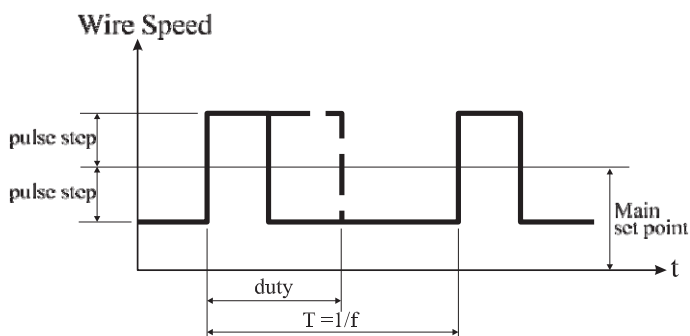 Wire Speed
pulse step
pulse step
Main
set point
t
duty
T =1/f